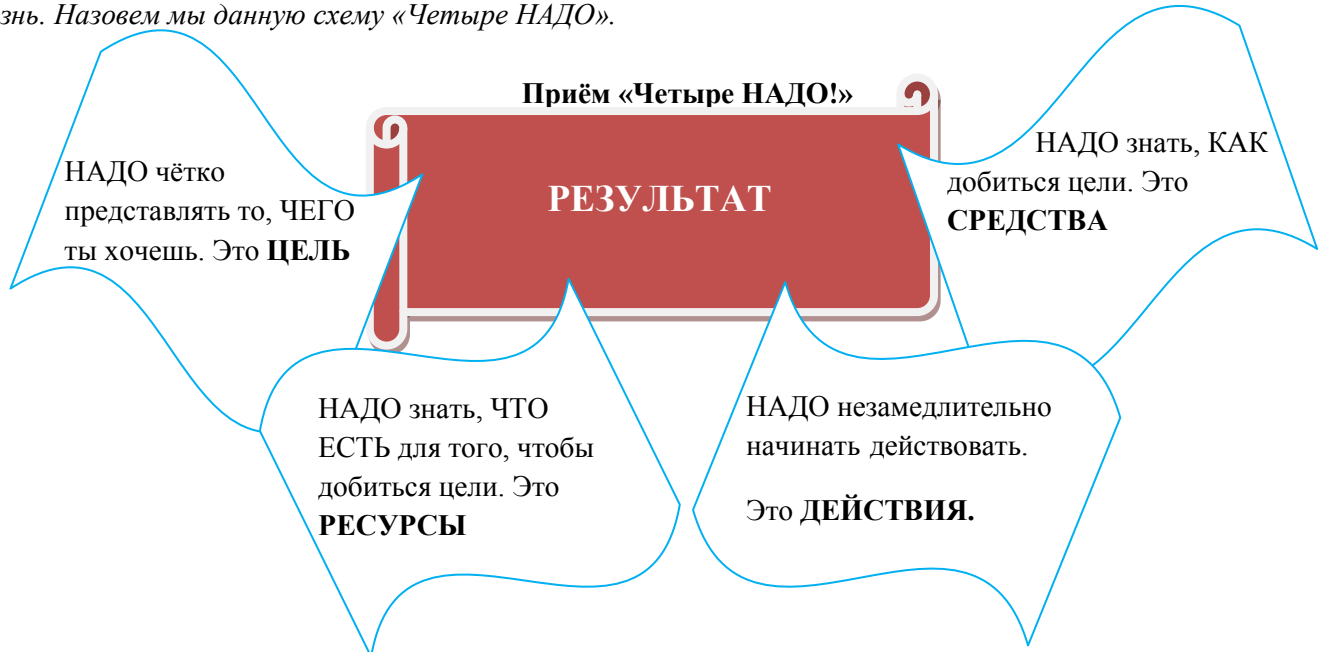 знь. Назовем мы данную схему «Четыре НАДО».
Приём «Четыре НАДО!»
РЕЗУЛЬТАТ
НАДО чётко
представлять то, ЧЕГО
ты хочешь. Это ЦЕЛЬ
НАДО знать, КАК
добиться цели. Это
СРЕДСТВА
НАДО знать, ЧТО
ЕСТЬ для того, чтобы
добиться цели. Это
РЕСУРСЫ
НАДО незамедлительно
начинать действовать.
Это ДЕЙСТВИЯ.